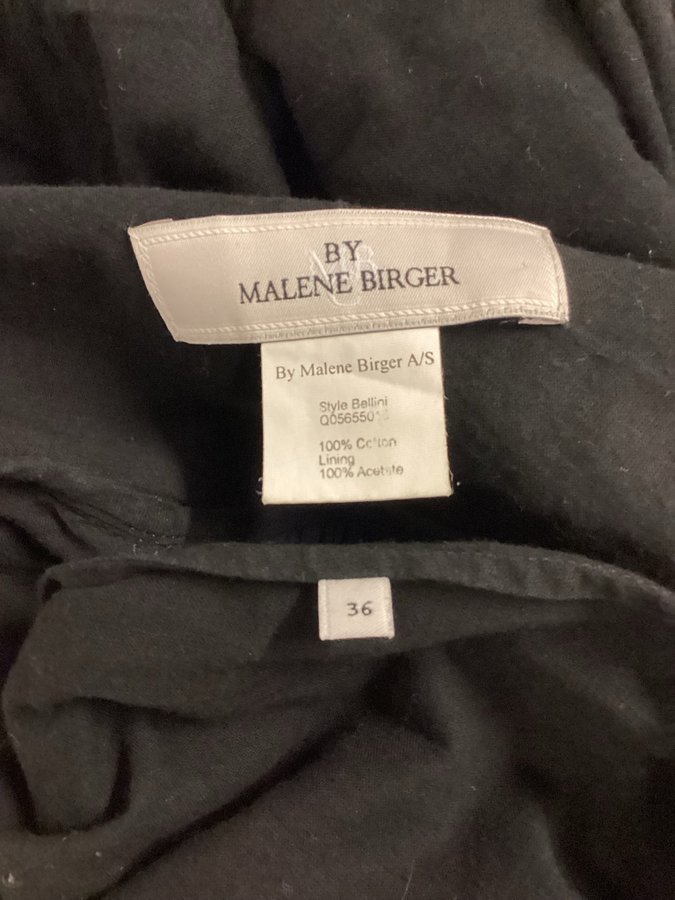 BY
MALENE BIRGER
By Malene Birger A/S
Style Bellini
100% Cotton
Lining
100% Acetate
36